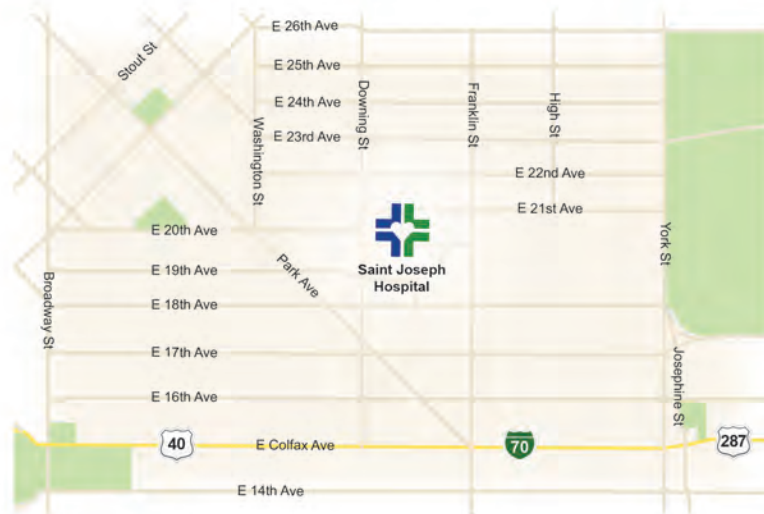 E 26th Ave
Stout St
E 25th Ave
E 24th Ave
Downing St
Franklin St
High St
Washington St
E 23rd Ave
E 22nd Ave
E 21st Ave
E 20th Ave
York St
Saint Joseph
Hospital
E 19th Ave
Park Ave
Broadway St
E 18th Ave
E 17th Ave
Josephine St
E 16th Ave
40
E Colfax Ave
70
287
E 14th Ave